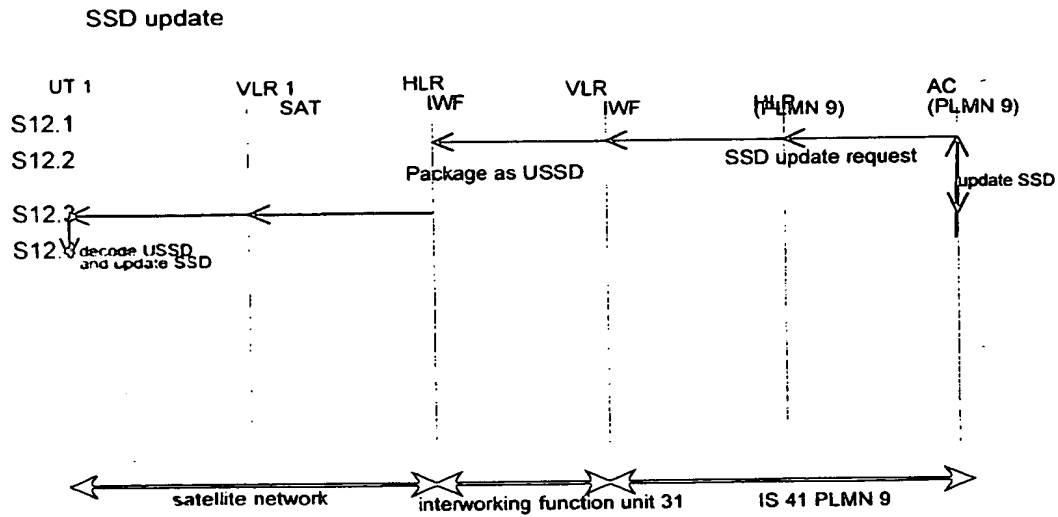 SSD update
UT 1
VLR 1
SAT
HLR
IWF
VLR
IWF
HLR
(PLMN 9)
AC
(PLMN 9)
S12.1
S12.2
Package as USSD
SSD update request
update SSD
S12.3
S12.
decode USSD
and update SSD
satellite network
interworking function unit 31
IS 41 PLMN 9